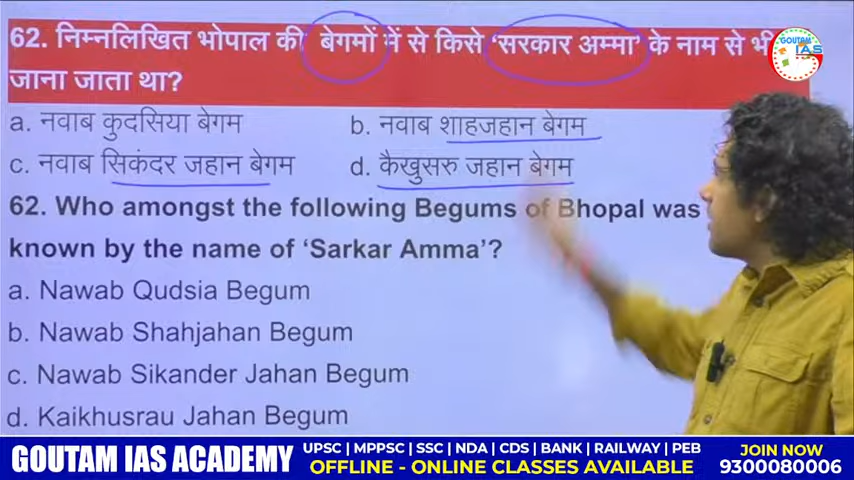 62. निम्नलिखित भोपाल की बेगमों में से किसे 'सरकार अम्मा' के नाम से भी
जाना जाता था?
a. नवाब कुदसिया बेगम b. नवाब शाहजहान बेगम
c. नवाब सिकंदर जहान बेगम d. कैखुसरु जहान बेगम
62. Who amongst the following Begums of Bhopal was
known by the name of 'Sarkar Amma'?
a. Nawab Qudsia Begum
b. Nawab Shahjahan Begum
c. Nawab Sikander Jahan Begum
d. Kaikhusrau Jahan Begum
GOUTAM
IAS
GOUTAM IAS ACADEMY
UPSC | MPPSC | SSC | NDA | CDS | BANK | RAILWAY | PEB
OFFLINE - ONLINE CLASSES AVAILABLE
JOIN NOW
9300080006